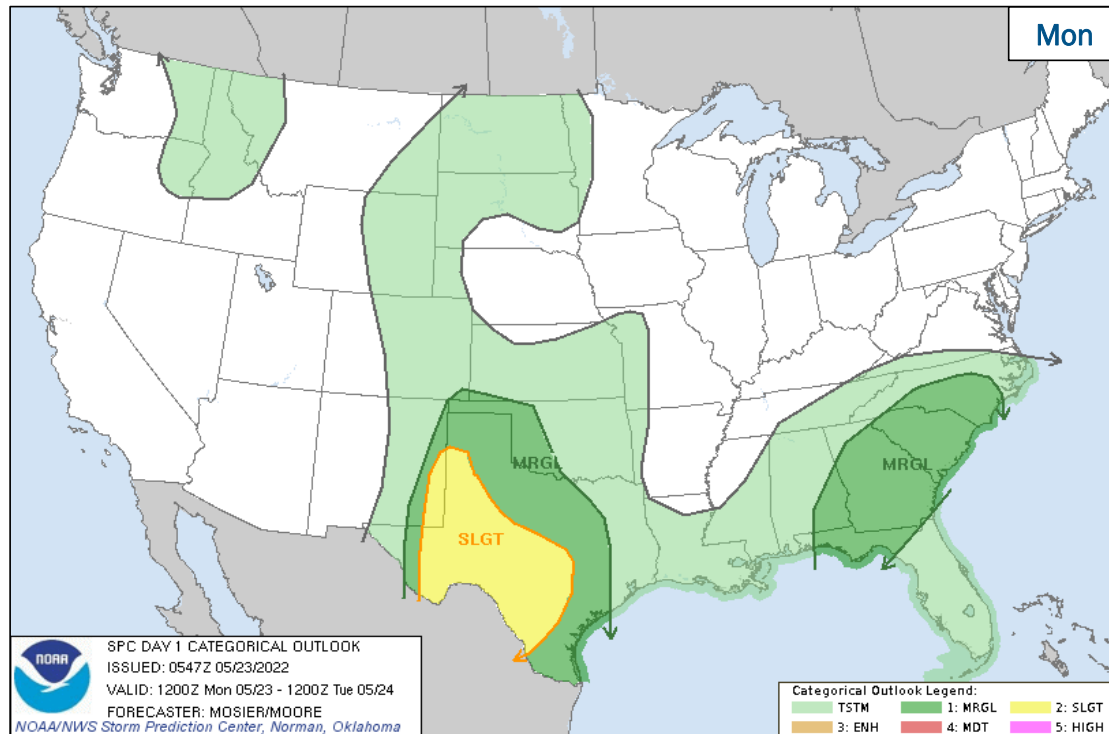 Mon
MRGL
MRGL
SLGT
NOAA
SPC DAY 1 CATEGORICAL OUTLOOK
ISSUED: 0547Z 05/23/2022
VALID: 1200Z Mon 05/23 - 1200Z Tue 05/24
FORECASTER: MOSIER/MOORE
NOAA/NWS Storm Prediction Center, Norman, Oklahoma
Categorical Outlook Legend:
TSTM 1: MRGL 2: SLGT
3: ENH 4: MDT 5: HIGH